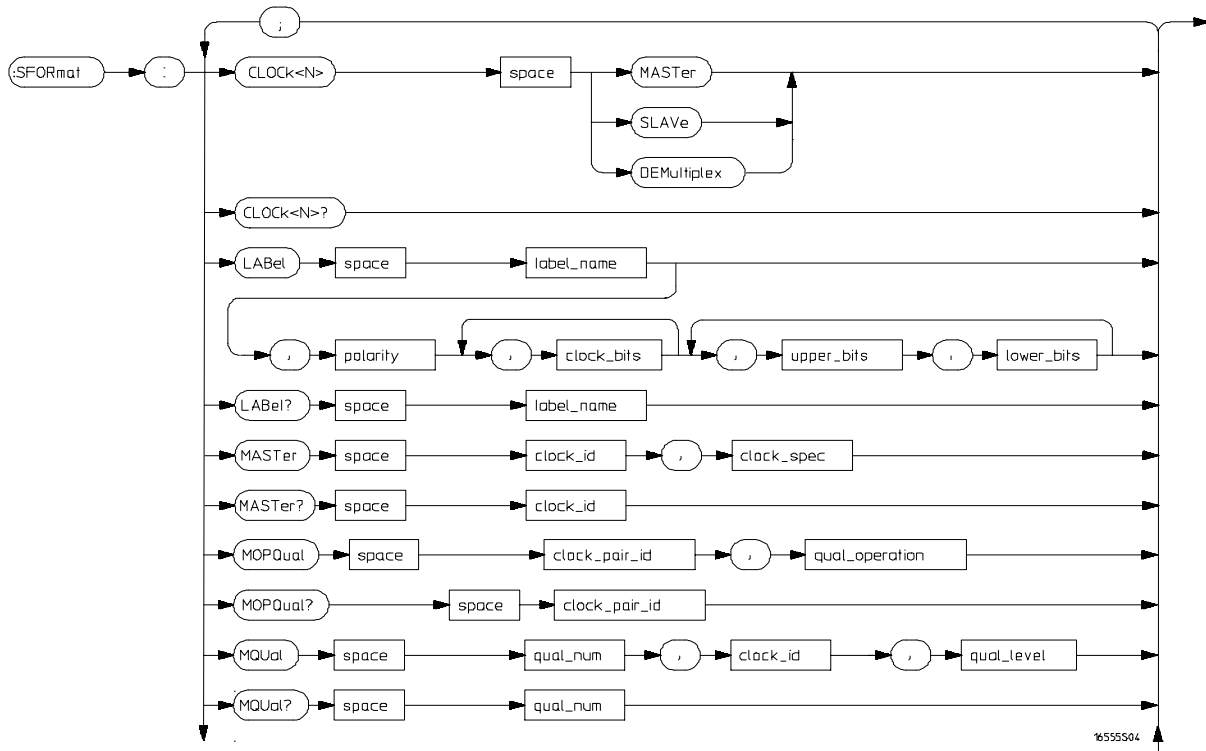 ;
:SFORmat : CLOCk<N> space MASTer
SLAVe
DEMultiplex
CLOCk<N>?
LABel space label_name
, polarity , clock_bits , upper_bits , lower_bits
LABel? space label_name
MASTer space clock_id , clock_spec
MASTer? space clock_id
MOPQual space clock_pair_id , qual_operation
MOPQual? space clock_pair_id
MQUal space qual_num , clock_id , qual_level
MQUal? space qual_num
16555S04